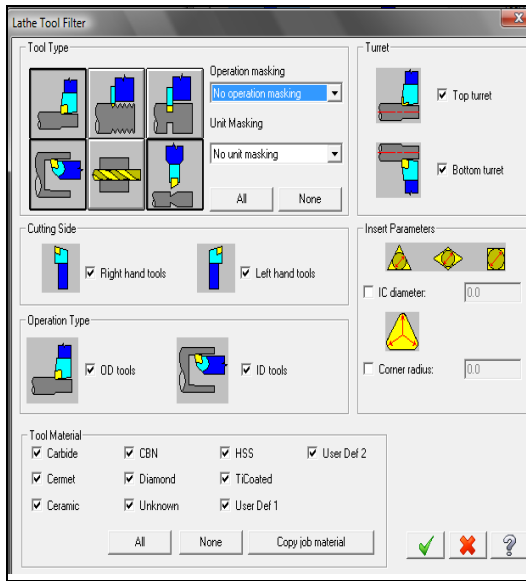 Lathe Tool Filter
Tool Type
Operation masking
No operation masking
Unit Masking
No unit masking
All None
Turret
Top turret
Bottom turret
Cutting Side
Right hand tools Left hand tools
Operation Type
OD tools ID tools
Insert Parameters
IC diameter: 0.0
Corner radius: 0.0
Tool Material
Carbide CBN HSS User Def 2
Cermet Diamond TiCoated
Ceramic Unknown User Def 1
All None Copy job material